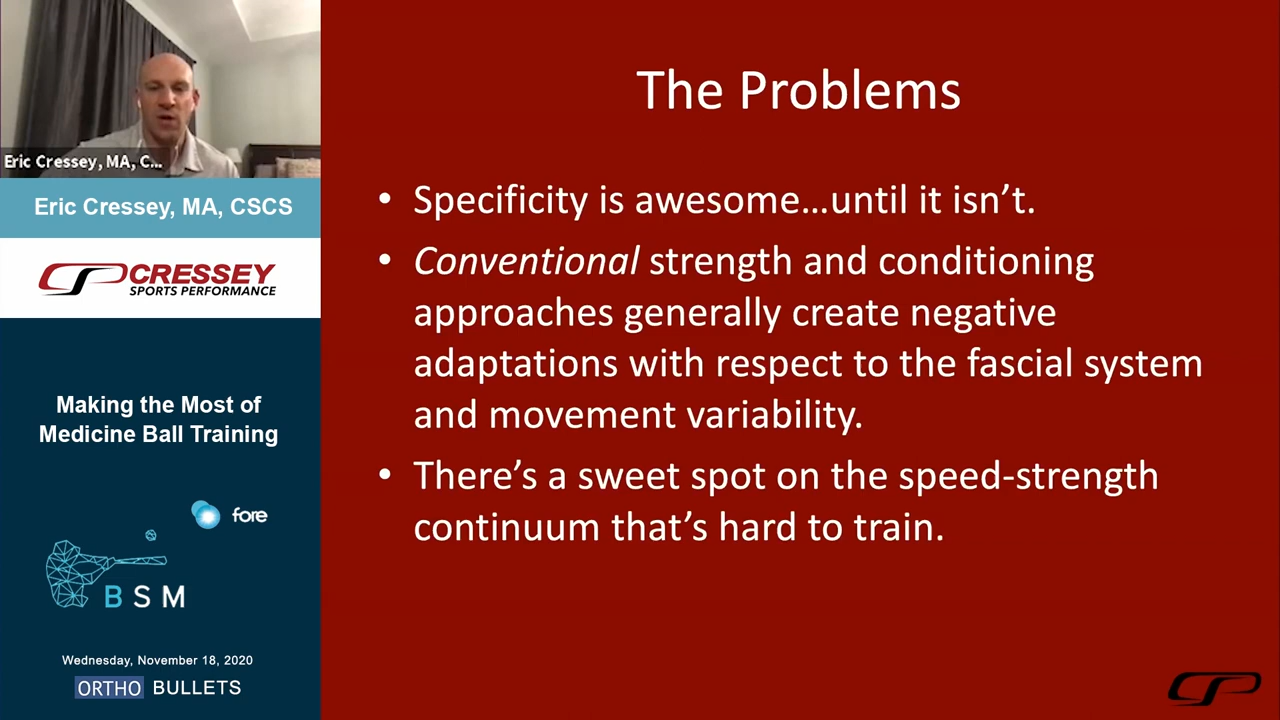 Eric Cressey, MA, C...
Eric Cressey, MA, CSCS
CRESSEY
SPORTS PERFORMANCE
Making the Most of
Medicine Ball Training
fore
BSM
Wednesday, November 18, 2020
ORTHO BULLETS
The Problems
• Specificity is awesome…until it isn’t.
• Conventional strength and conditioning
approaches generally create negative
adaptations with respect to the fascial system
and movement variability.
• There’s a sweet spot on the speed-strength
continuum that’s hard to train.
CP